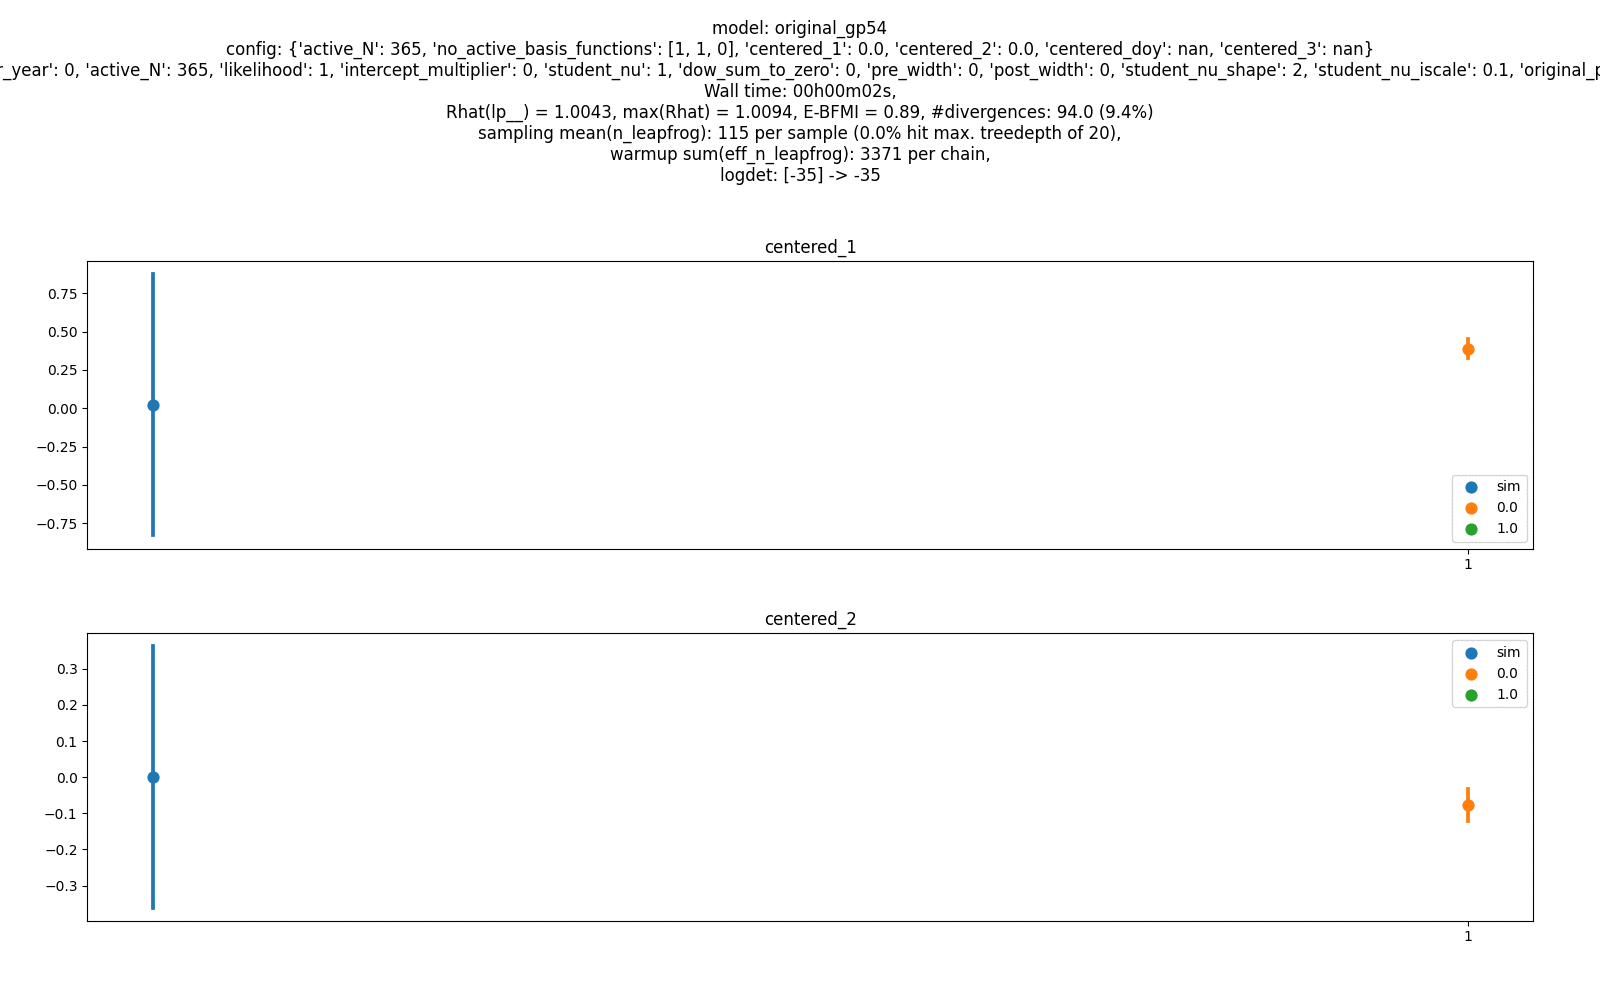 model: original_gp54
config: {'active_N': 365, 'no_active_basis_functions': [1, 1, 0], 'centered_1': 0.0, 'centered_2': 0.0, 'centered_doy': nan, 'centered_3': nan}
r_year': 0, 'active_N': 365, 'likelihood': 1, 'intercept_multiplier': 0, 'student_nu': 1, 'dow_sum_to_zero': 0, 'pre_width': 0, 'post_width': 0, 'student_nu_shape': 2, 'student_nu_iscale': 0.1, 'original_p
Wall time: 00h00m02s,
Rhat(lp__) = 1.0043, max(Rhat) = 1.0094, E-BFMI = 0.89, #divergences: 94.0 (9.4%)
sampling mean(n_leapfrog): 115 per sample (0.0% hit max. treedepth of 20),
warmup sum(eff_n_leapfrog): 3371 per chain,
logdet: [-35] -> -35
centered_1
0.75
0.50
0.25
0.00
−0.25
−0.50
−0.75
sim
0.0
1.0
1
centered_2
0.3
0.2
0.1
0.0
−0.1
−0.2
−0.3
sim
0.0
1.0
1